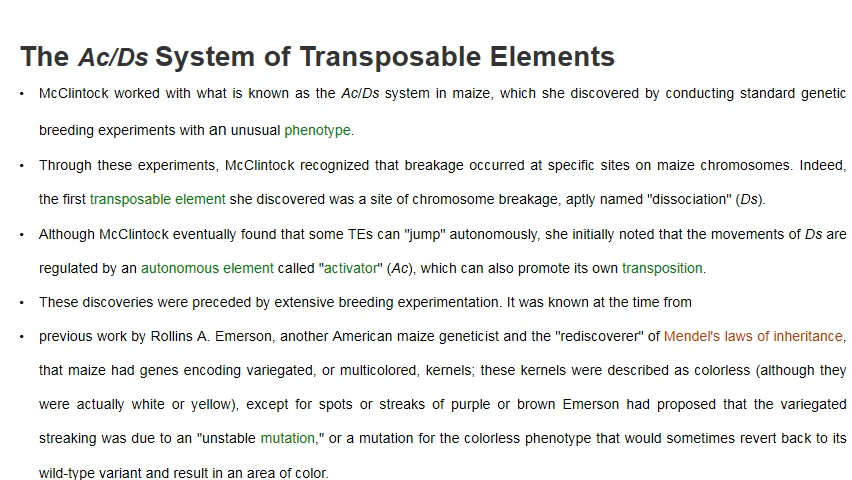 The Ac/Ds System of Transposable Elements
• McClintock worked with what is known as the Ac/Ds system in maize, which she discovered by conducting standard genetic
breeding experiments with an unusual phenotype.
• Through these experiments, McClintock recognized that breakage occurred at specific sites on maize chromosomes. Indeed,
the first transposable element she discovered was a site of chromosome breakage, aptly named "dissociation" (Ds).
• Although McClintock eventually found that some TEs can "jump" autonomously, she initially noted that the movements of Ds are
regulated by an autonomous element called "activator" (Ac), which can also promote its own transposition.
• These discoveries were preceded by extensive breeding experimentation. It was known at the time from
• previous work by Rollins A. Emerson, another American maize geneticist and the "rediscoverer" of Mendel's laws of inheritance,
that maize had genes encoding variegated, or multicolored, kernels; these kernels were described as colorless (although they
were actually white or yellow), except for spots or streaks of purple or brown Emerson had proposed that the variegated
streaking was due to an "unstable mutation," or a mutation for the colorless phenotype that would sometimes revert back to its
wild-type variant and result in an area of color.